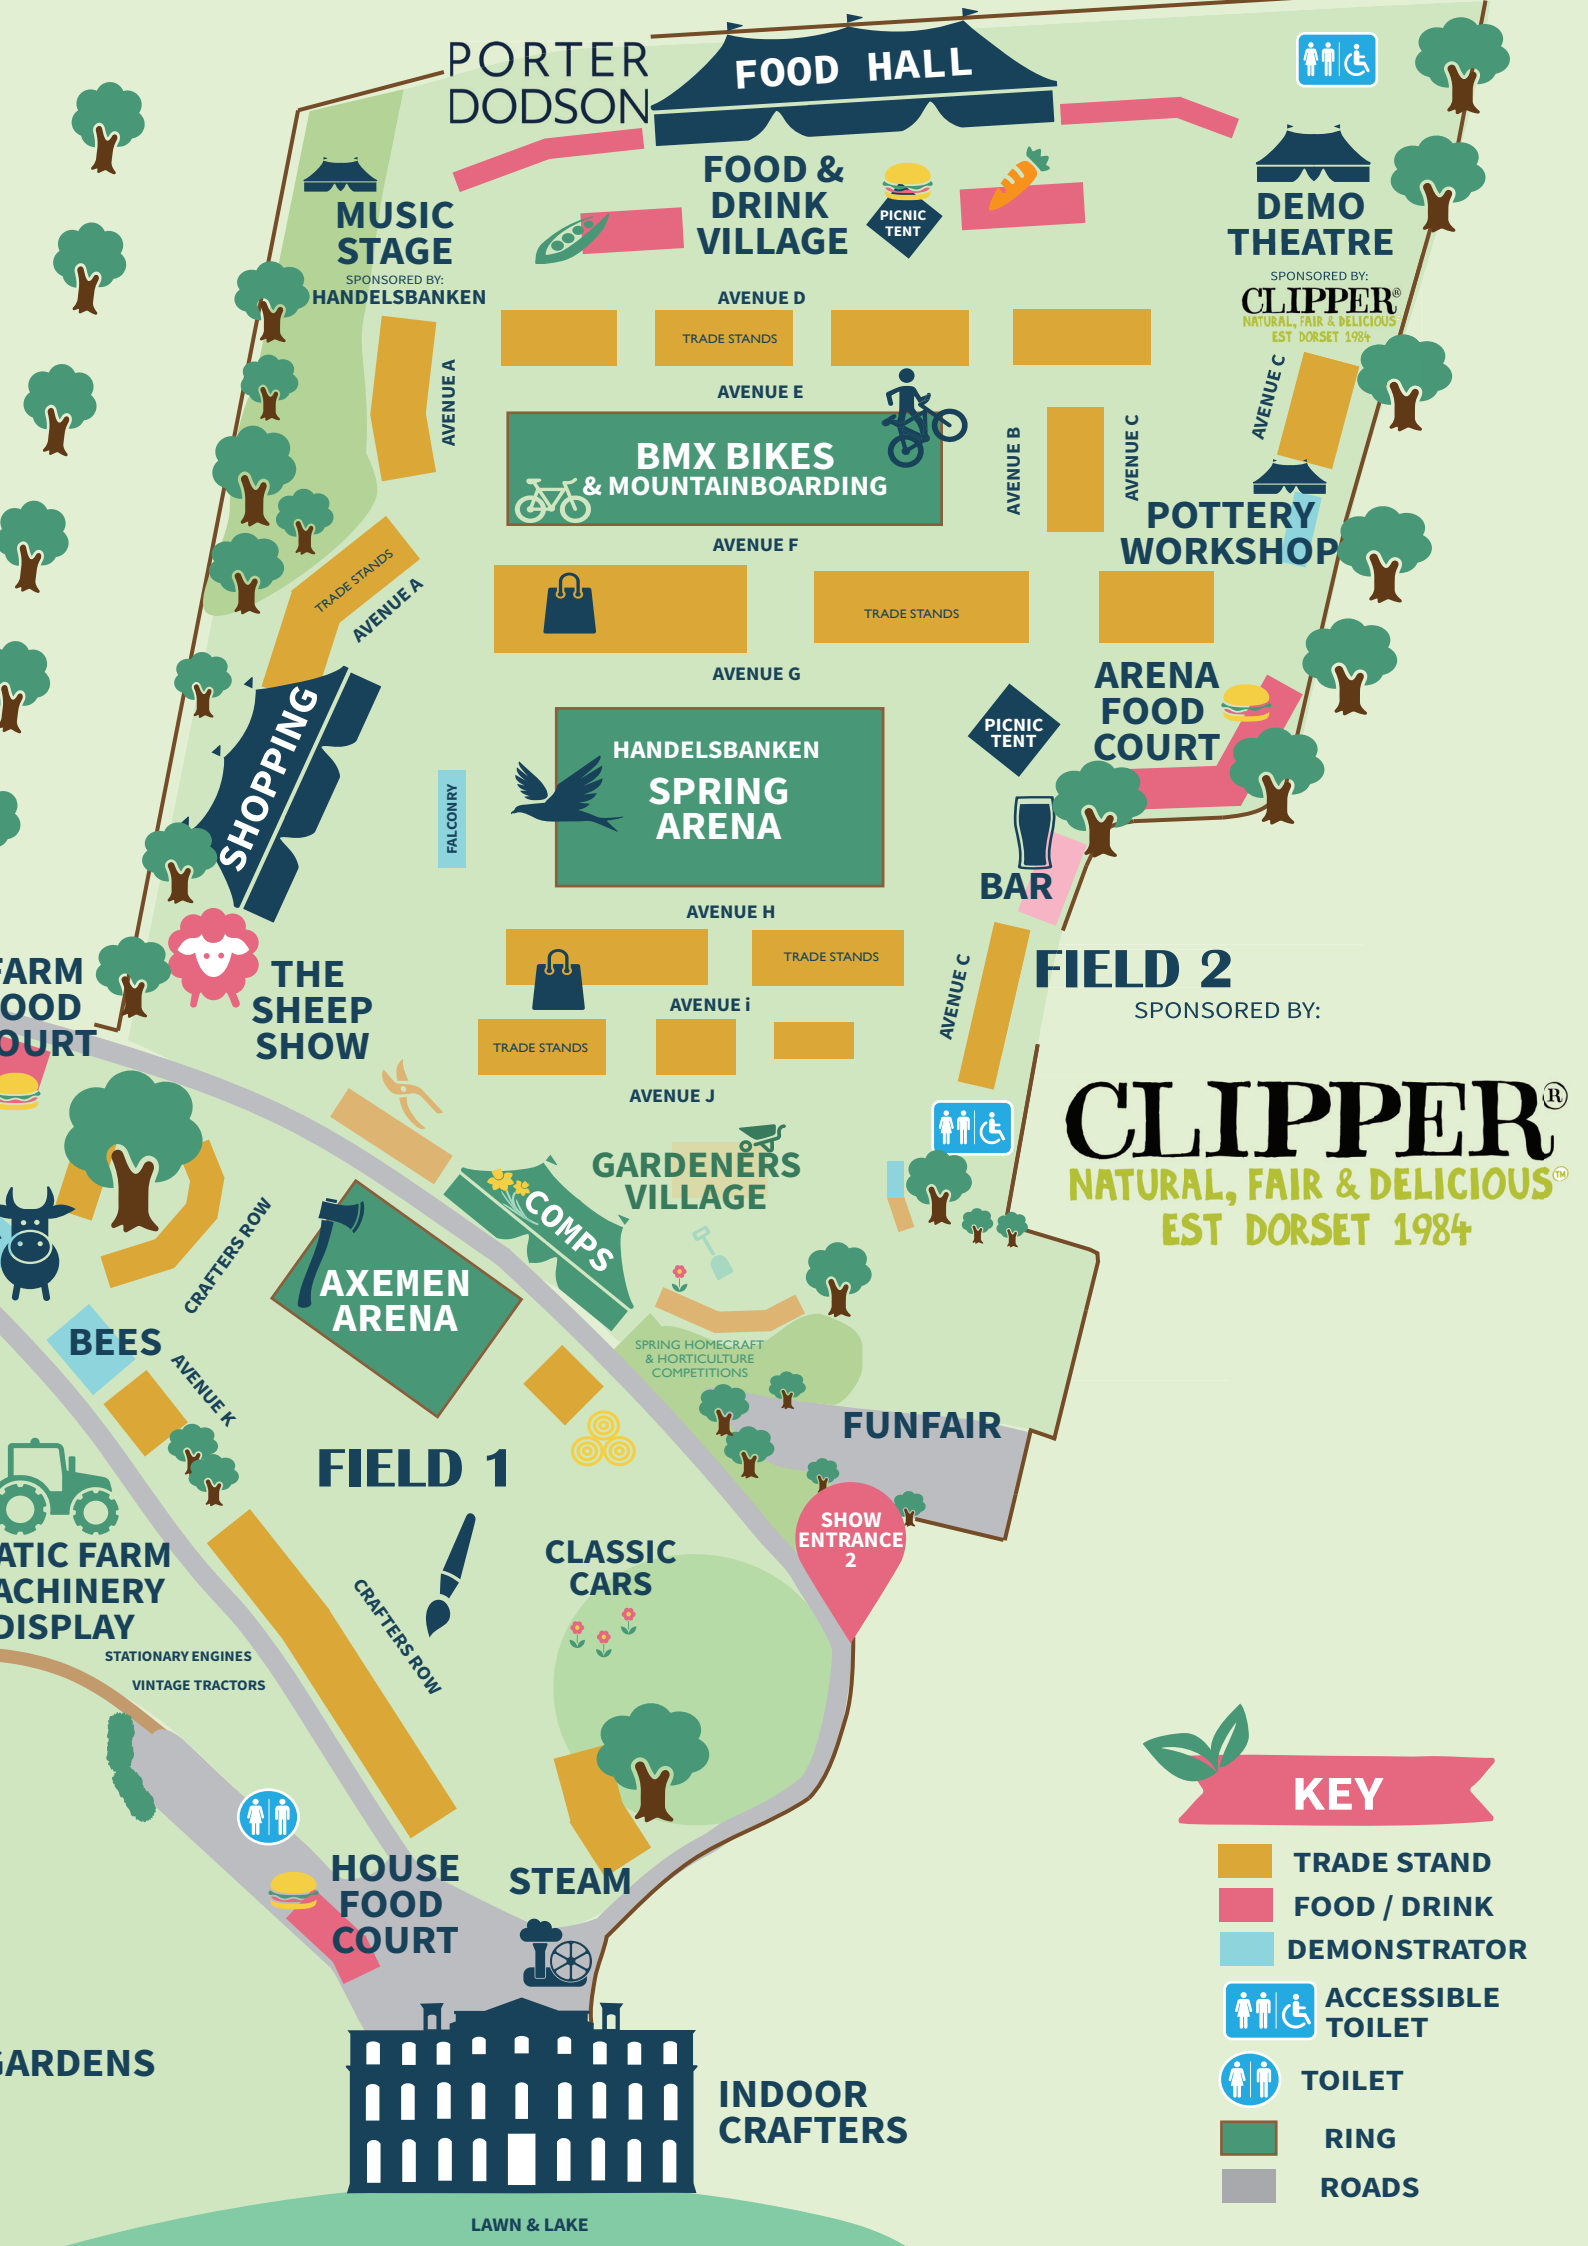 PORTER
DODSON
FOOD HALL
FOOD &
DRINK
VILLAGE
PICNIC
TENT
MUSIC
STAGE
SPONSORED BY:
HANDELSBANKEN
DEMO
THEATRE
SPONSORED BY:
CLIPPER®
NATURAL, FAIR & DELICIOUS
EST DORSET 1984
AVENUE D
TRADE STANDS
AVENUE E
AVENUE A
BMX BIKES
& MOUNTAINBOARDING
AVENUE B
AVENUE C
AVENUE C
POTTERY
WORKSHOP
AVENUE F
TRADE STANDS
AVENUE A
TRADE STANDS
AVENUE G
ARENA
FOOD
COURT
SHOPPING
HANDELSBANKEN
SPRING
ARENA
PICNIC
TENT
FALCONRY
BAR
AVENUE H
TRADE STANDS
AVENUE C
FIELD 2
SPONSORED BY:
CLIPPER®
NATURAL, FAIR & DELICIOUS™
EST DORSET 1984
FARM
OOD
OURT
THE
SHEEP
SHOW
AVENUE i
TRADE STANDS
AVENUE J
GARDENERS
VILLAGE
COMPS
CRAFTERS ROW
AXEMEN
ARENA
BEES
AVENUE K
SPRING HOMECRAFT
& HORTICULTURE
COMPETITIONS
FUNFAIR
FIELD 1
SHOW
ENTRANCE
2
CLASSIC
CARS
ATIC FARM
ACHINERY
DISPLAY
STATIONARY ENGINES
VINTAGE TRACTORS
CRAFTERS ROW
HOUSE
FOOD
COURT
STEAM
KEY
TRADE STAND
FOOD / DRINK
DEMONSTRATOR
ACCESSIBLE
TOILET
TOILET
RING
ROADS
GARDENS
INDOOR
CRAFTERS
LAWN & LAKE